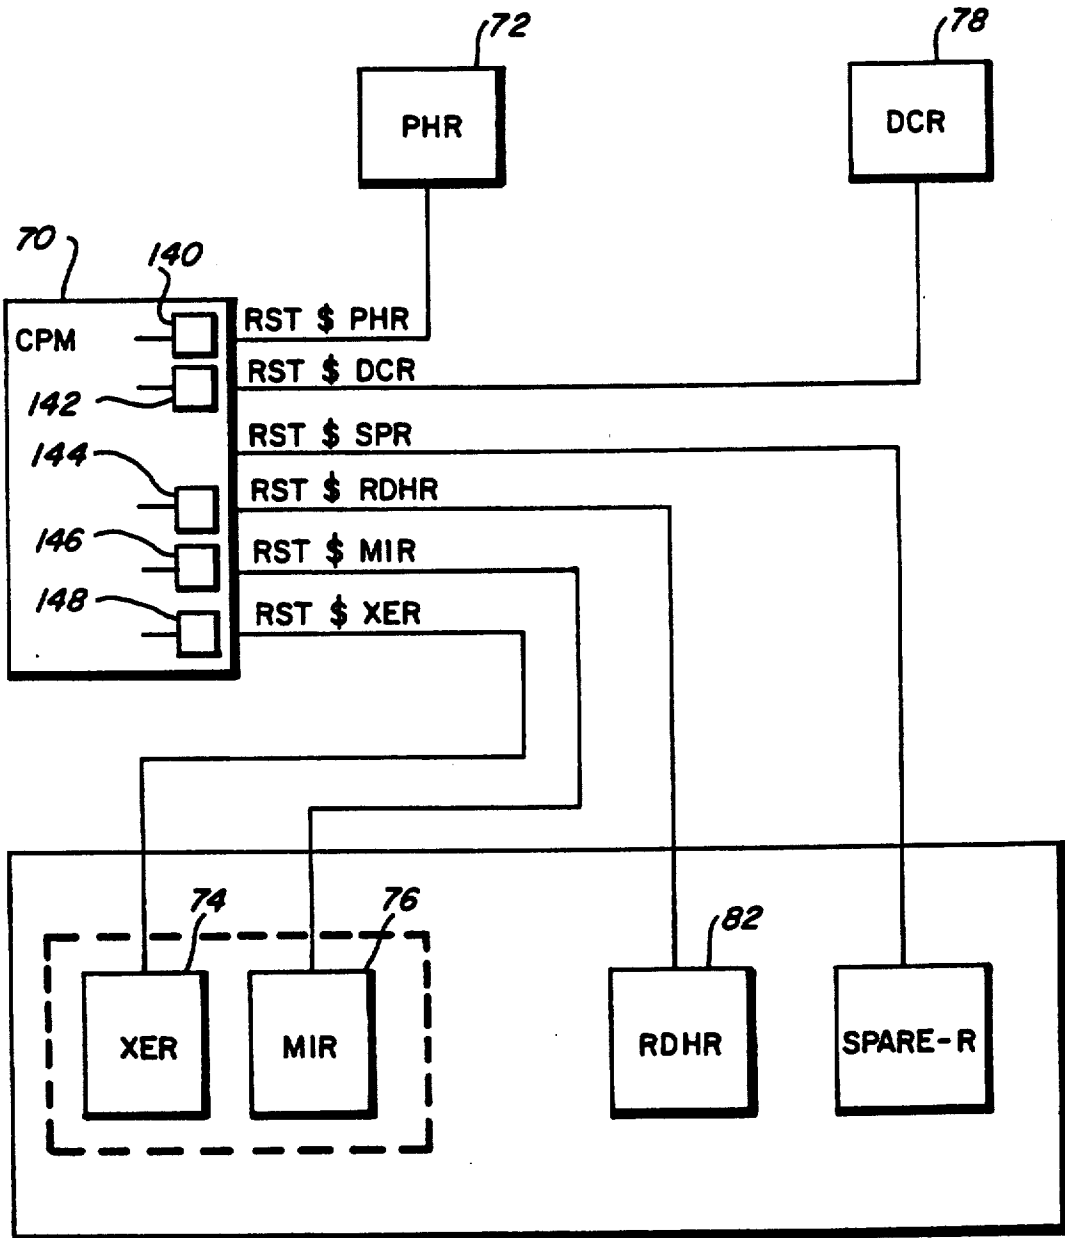 72
78
PHR
DCR
70
140
RST $ PHR
CPM
RST $ DCR
142
RST $ SPR
144
RST $ RDHR
146
RST $ MIR
148
RST $ XER
74
76
82
XER
MIR
RDHR
SPARE-R